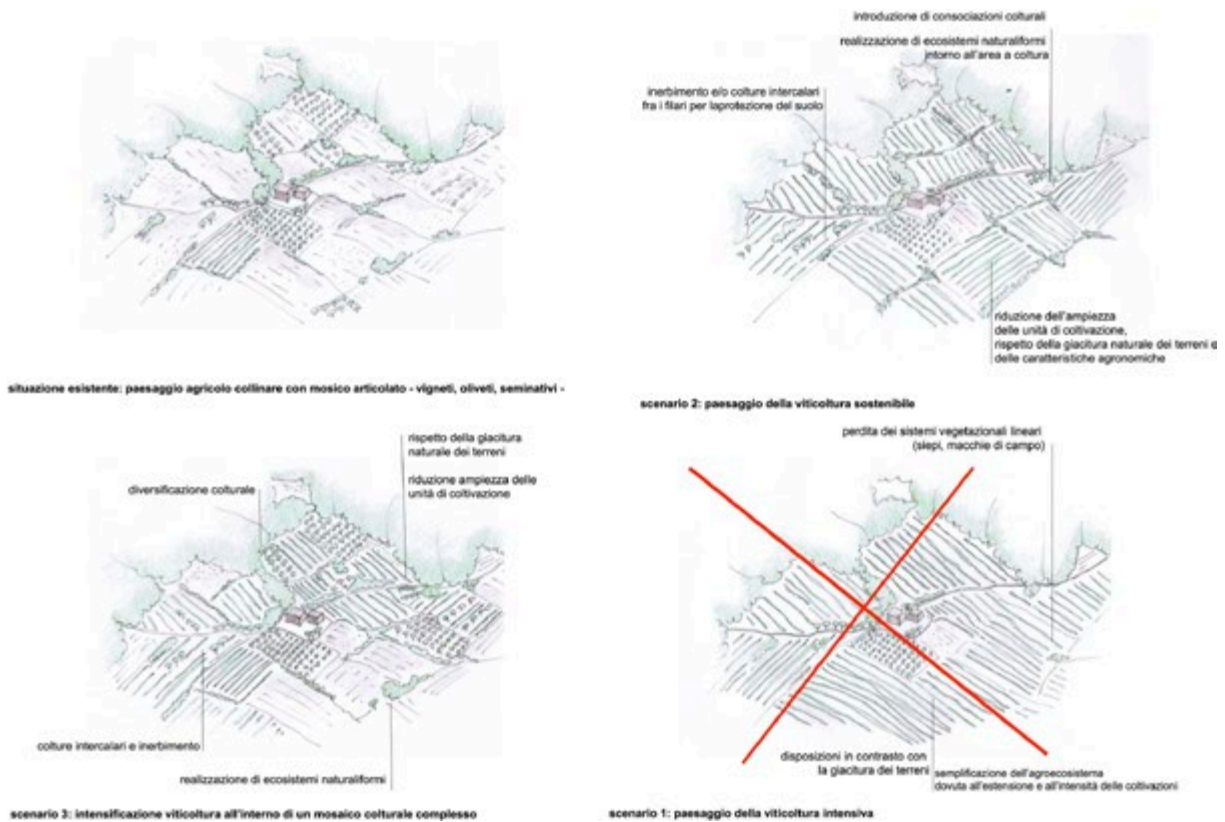 introduzione di consociazioni colturali
realizzazione di ecosistemi naturaliformi
intorno all'area a coltura
inerbimento e/o colture intercalari
fra i filari per laprotezione del suolo
riduzione dell'ampiezza
delle unità di coltivazione,
rispetto della giacitura naturale dei terreni e
delle caratteristiche agronomiche
situazione esistente: paesaggio agricolo collinare con mosico articolato - vigneti, oliveti, seminativi -
scenario 2: paesaggio della viticoltura sostenibile
rispetto della giacitura
naturale dei terreni
riduzione ampiezza delle
unità di coltivazione
diversificazione colturale
colture intercalari e inerbimento
realizzazione di ecosistemi naturaliformi
scenario 3: intensificazione viticoltura all'interno di un mosaico colturale complesso
perdita dei sistemi vegetazionali lineari
(siepi, macchie di campo)
disposizioni in contrasto con
la giacitura dei terreni
semplificazione dell'agroecosistema
dovuta all'estensione e all'intensità delle coltivazioni
scenario 1: paesaggio della viticoltura intensiva